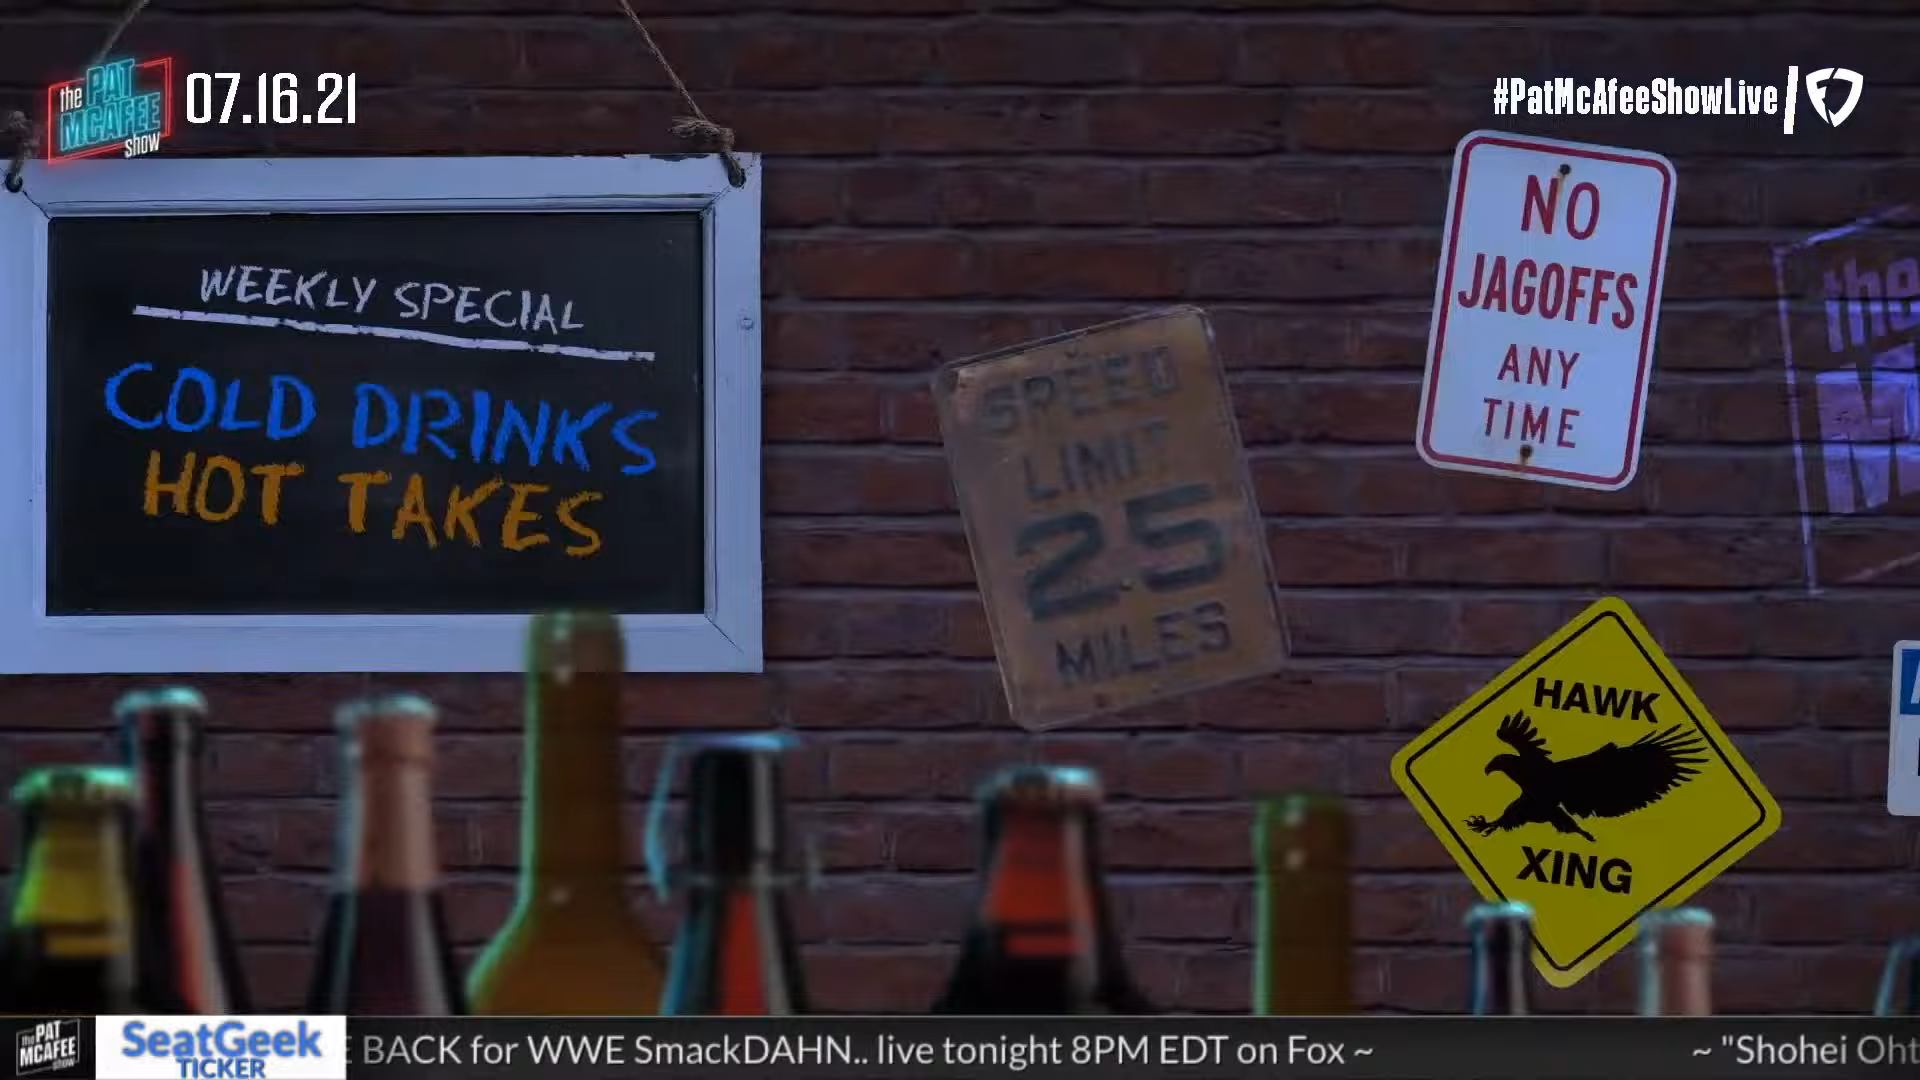 the PAT MCAFEE show
07.16.21
#PatMcAfeeShowLive
WEEKLY SPECIAL
COLD DRINKS
HOT TAKES
SPEED
LIMIT
25
MILES
NO
JAGOFFS
ANY
TIME
the
HAWK
XING
the PAT MCAFEE show
SeatGeek
TICKER
BACK for WWE SmackDAHN.. live tonight 8PM EDT on Fox ~ ~ "Shohei Oht